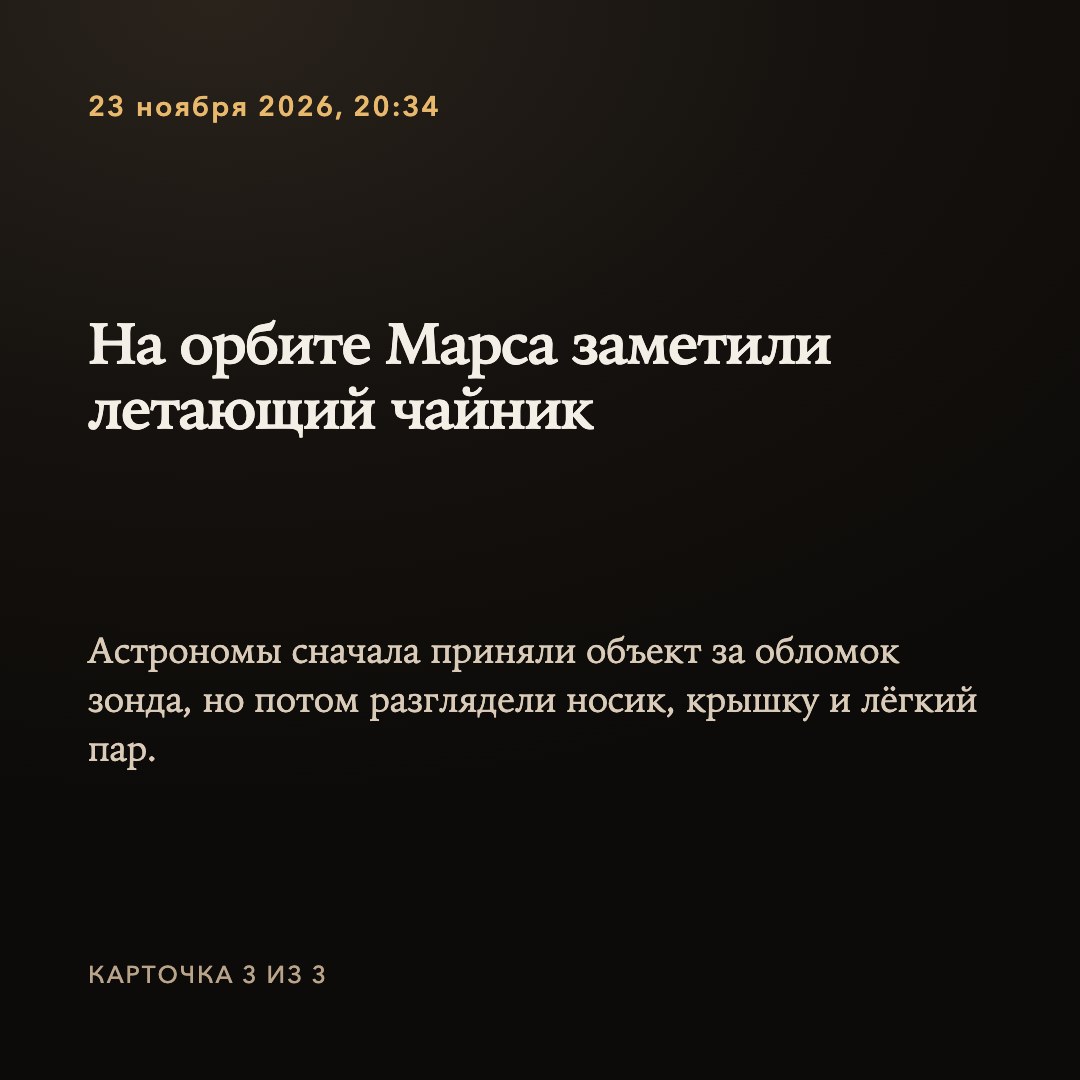 23 ноября 2026, 20:34
На орбите Марса заметили
летающий чайник
Астрономы сначала приняли объект за обломок
зонда, но потом разглядели носик, крышку и лёгкий
пар.
КАРТОЧКА 3 ИЗ 3